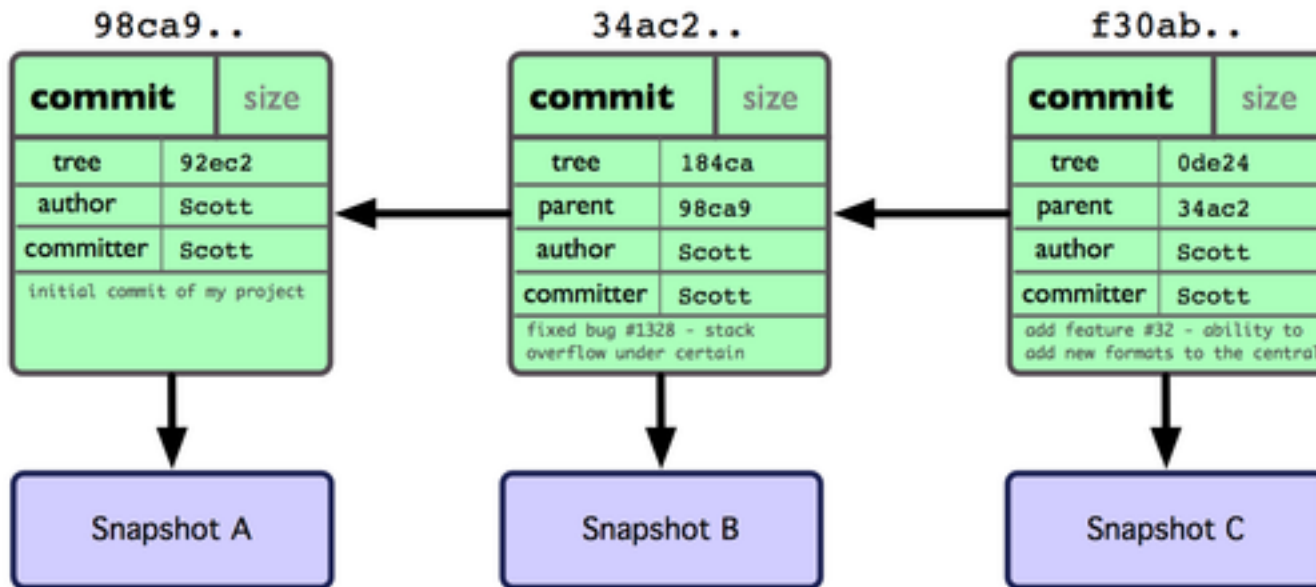 98ca9..
commit size
tree 92ec2
author Scott
committer Scott
initial commit of my project
Snapshot A
34ac2..
commit size
tree 184ca
parent 98ca9
author Scott
committer Scott
fixed bug #1328 - stack
overflow under certain
Snapshot B
f30ab..
commit size
tree 0de24
parent 34ac2
author Scott
committer Scott
add feature #32 - ability to
add new formats to the central
Snapshot C